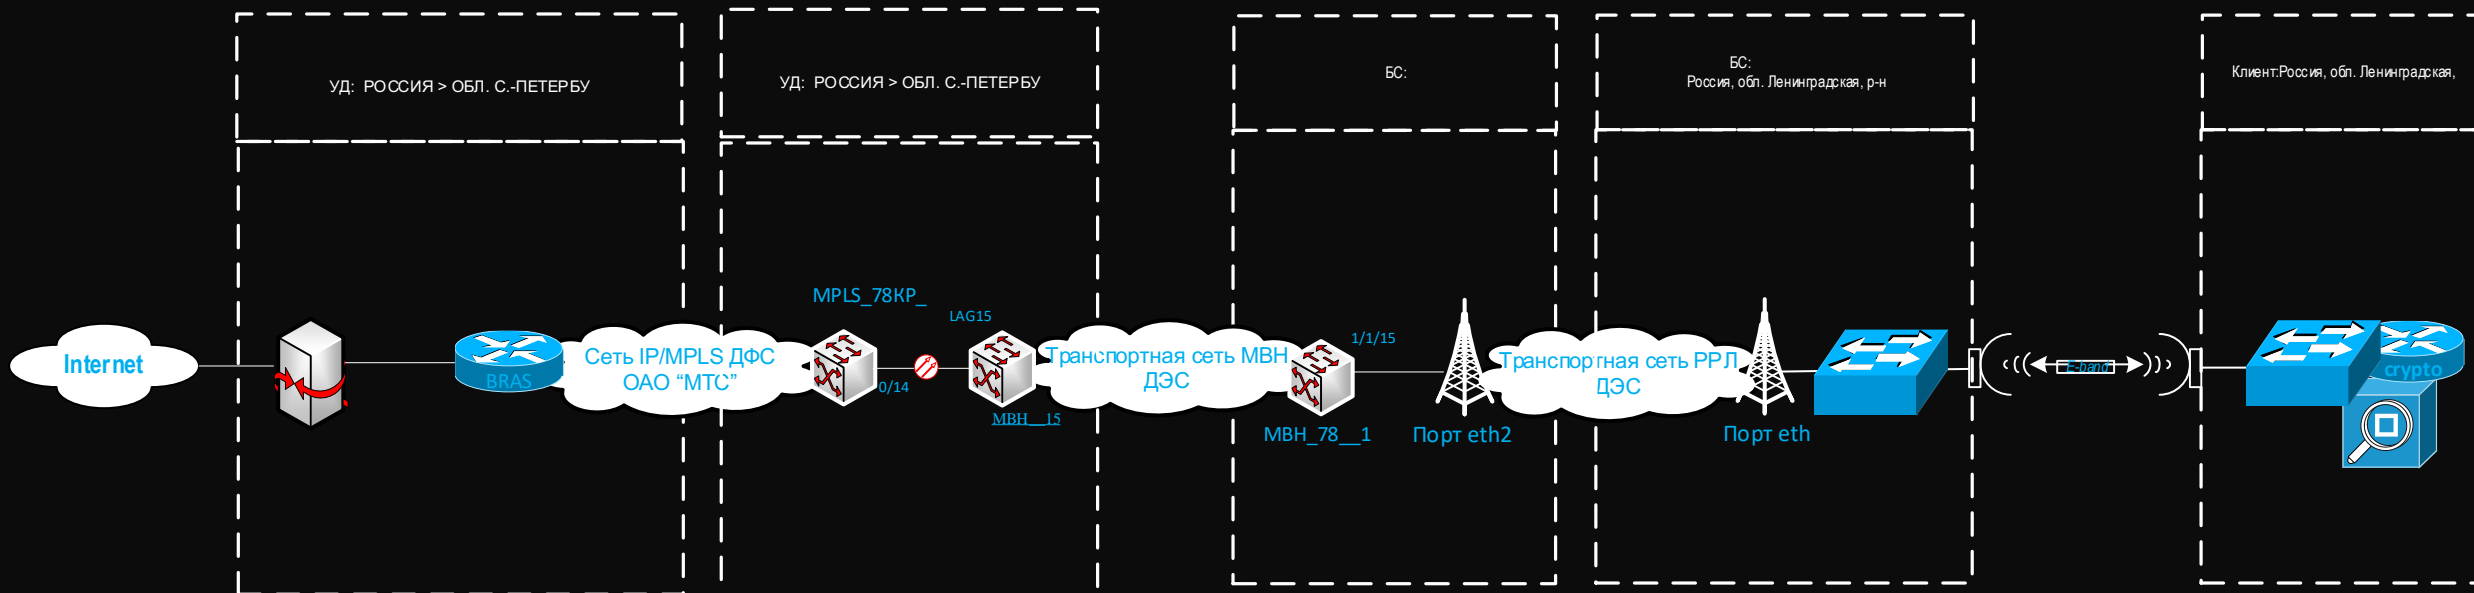 УД: РОССИЯ > ОБЛ. С.-ПЕТЕРБУ
УД: РОССИЯ > ОБЛ. С.-ПЕТЕРБУ
БС:
БС:
Россия, обл. Ленинградская, р-н
Клиент:Россия, обл. Ленинградская,
Internet
BRAS
Сеть IP/MPLS ДФС
ОАО “МТС”
MPLS_78КР_
0/14
LAG15
МВН__15
Транспортная сеть МВН
ДЭС
1/1/15
МВН_78__1
Порт eth2
Транспортная сеть РРЛ
ДЭС
Порт eth
E-band
crypto